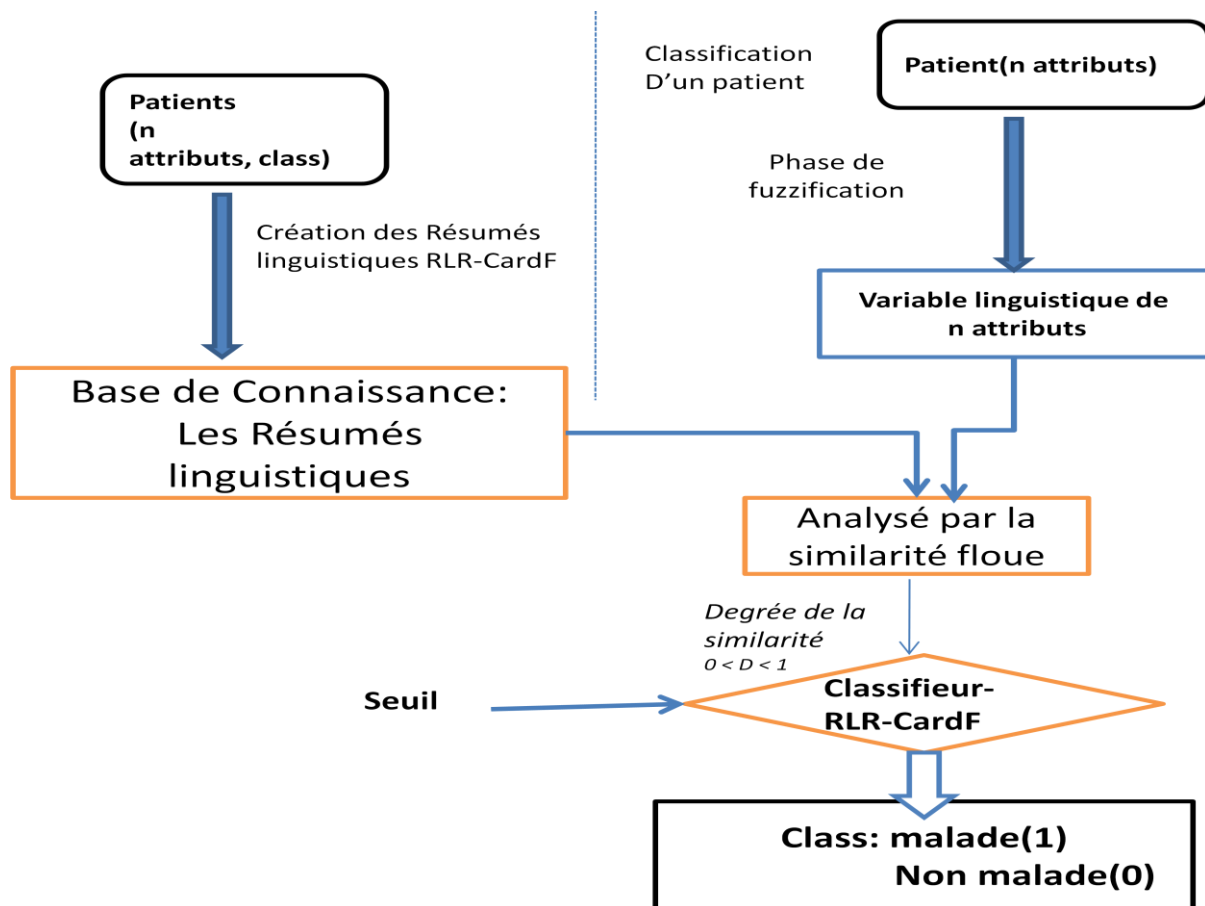 Patients
(n
attributs, class)
Création des Résumés
linguistiques RLR-CardF
Base de Connaissance:
Les Résumés
linguistiques
Classification
D’un patient
Patient(n attributs)
Phase de
fuzzification
Variable linguistique de
n attributs
Analysé par la
similarité floue
Degrée de la
similarité
0 < D < 1
Seuil
Classifieur-
RLR-CardF
Class: malade(1)
Non malade(0)